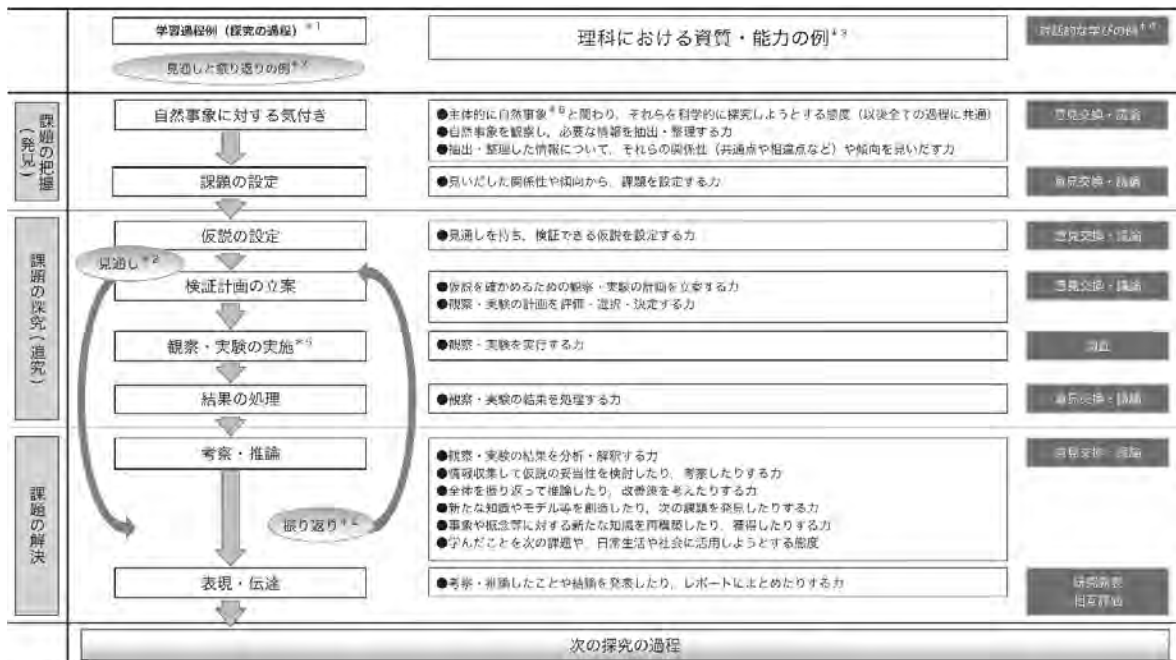 学習過程例（探究の過程）*1
見通しと振り返りの例*2
理科における資質・能力の例*3
対話的な学びの例
課題の把握（発見）
自然事象に対する気付き
●主体的に自然事象*6と関わり、それらを科学的に探究しようとする態度（以後全ての過程に共通）
●自然事象を観察し、必要な情報を抽出・整理する力
●抽出・整理した情報について、それらの関係性（共通点や相違点など）や傾向を見いだす力
意見交換・議論
課題の設定
●見いだした関係性や傾向から、課題を設定する力
意見交換・議論
課題の探究（追究）
仮説の設定
●見通しを持ち、検証できる仮説を設定する力
意見交換・議論
見通し*2
検証計画の立案
●仮説を確かめるための観察・実験の計画を立案する力
●観察・実験の計画を評価・選択・決定する力
意見交換・議論
観察・実験の実施*5
●観察・実験を実行する力
結果の処理
●観察・実験の結果を処理する力
意見交換・議論
課題の解決
考察・推論
●観察・実験の結果を分析・解釈する力
●情報収集して仮説の妥当性を検討したり、考察したりする力
●全体を振り返って推論したり、改善策を考えたりする力
●新たな知識やモデル等を創造したり、次の課題を発見したりする力
●事象や概念等に対する新たな知識を再構築したり、獲得したりする力
●学んだことを次の課題や、日常生活や社会に活用しようとする態度
意見交換・議論
振り返り*2
表現・伝達
●考察・推論したことや結論を発表したり、レポートにまとめたりする力
研究発表
相互評価
次の探究の過程